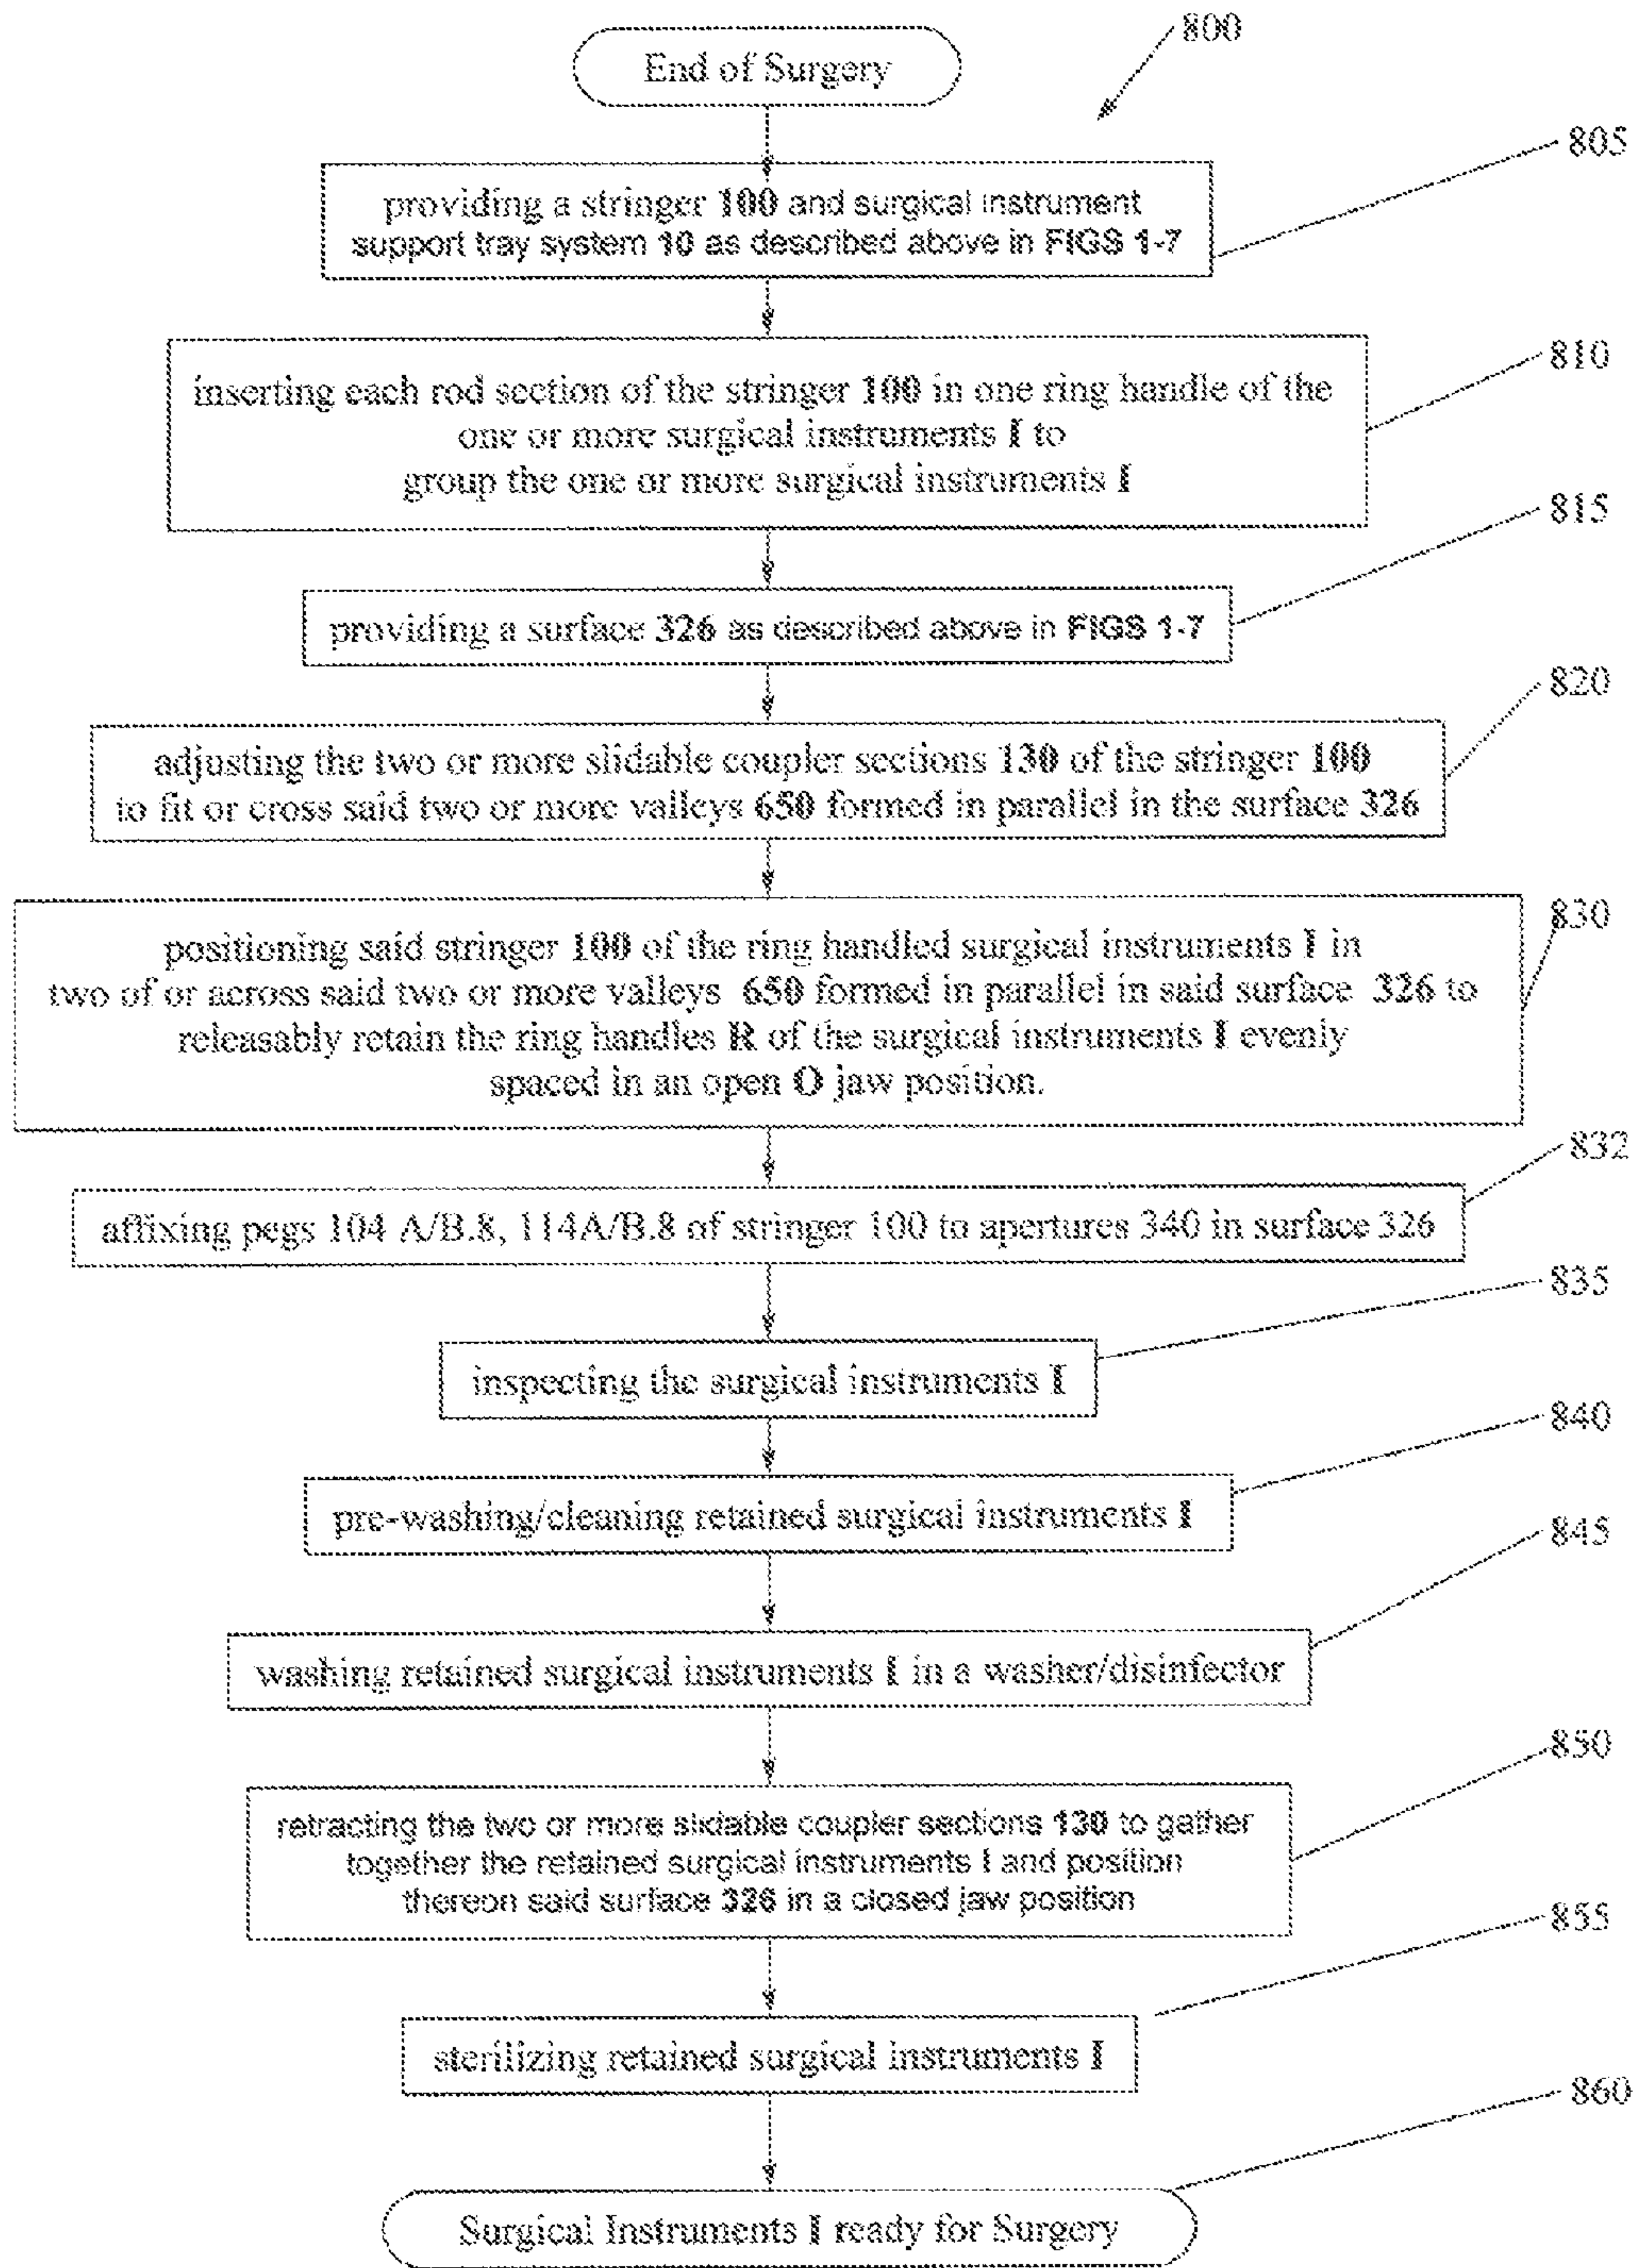 800
End of Surgery
805
providing a stringer 100 and surgical instrument
support tray system 10 as described above in FIGS 1-7
810
inserting each rod section of the stringer 100 in one ring handle of the
one or more surgical instruments I to
group the one or more surgical instruments I
815
providing a surface 326 as described above in FIGS 1-7
820
adjusting the two or more slidable coupler sections 130 of the stringer 100
to fit or cross said two or more valleys 650 formed in parallel in the surface 326
830
positioning said stringer 100 of the ring handled surgical instruments I in
two of or across said two or more valleys 650 formed in parallel in said surface 326 to
releasably retain the ring handles R of the surgical instruments I evenly
spaced in an open O jaw position.
832
affixing pegs 104 A/B.8, 114A/B.8 of stringer 100 to apertures 340 in surface 326
835
inspecting the surgical instruments I
840
pre-washing/cleaning retained surgical instruments I
845
washing retained surgical instruments I in a washer/disinfector
850
retracting the two or more slidable coupler sections 130 to gather
together the retained surgical instruments I and position
thereon said surface 326 in a closed jaw position
855
sterilizing retained surgical instruments I
860
Surgical Instruments I ready for Surgery